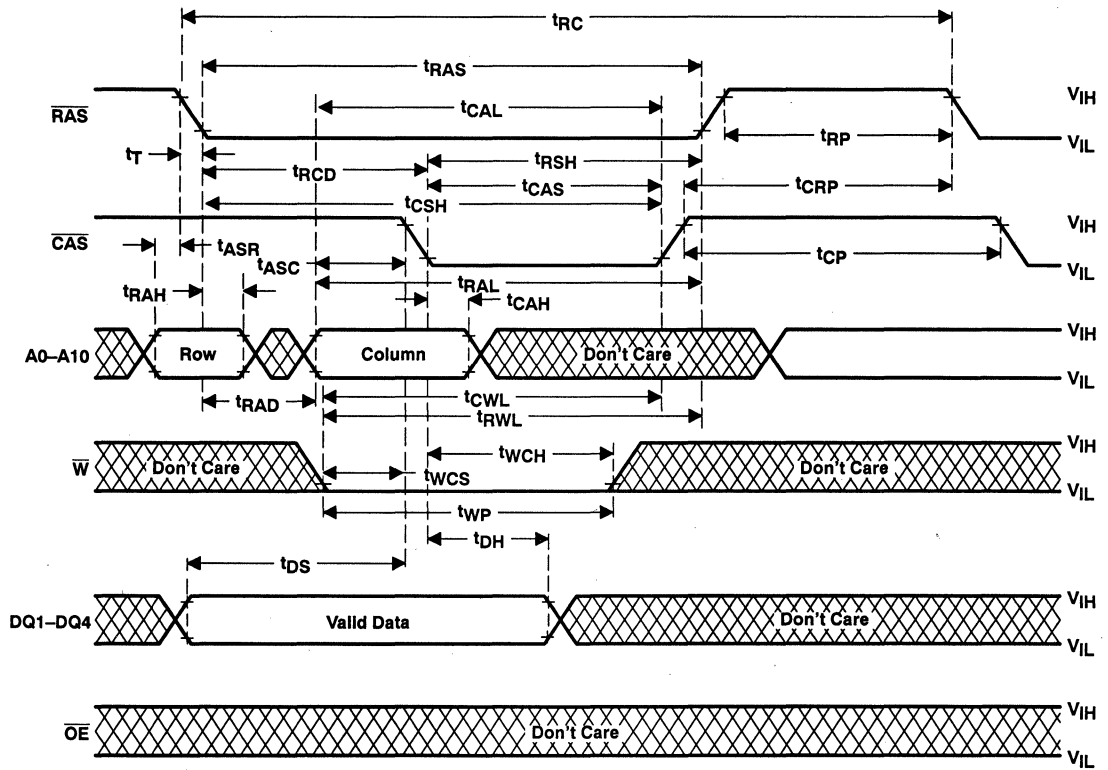 tRC
tRAS
tCAL
RAS
VIH
VIL
tRP
tT
tRCD
tRSH
tCAS
tCRP
tCSH
CAS
VIH
VIL
tASR
tASC
tCP
tRAL
tRAH
tCAH
A0–A10
Row
Column
Don't Care
VIH
VIL
tRAD
tCWL
tRWL
W
Don't Care
tWCH
Don't Care
VIH
VIL
tWCS
tWP
tDH
tDS
DQ1–DQ4
Valid Data
Don't Care
VIH
VIL
OE
Don't Care
VIH
VIL